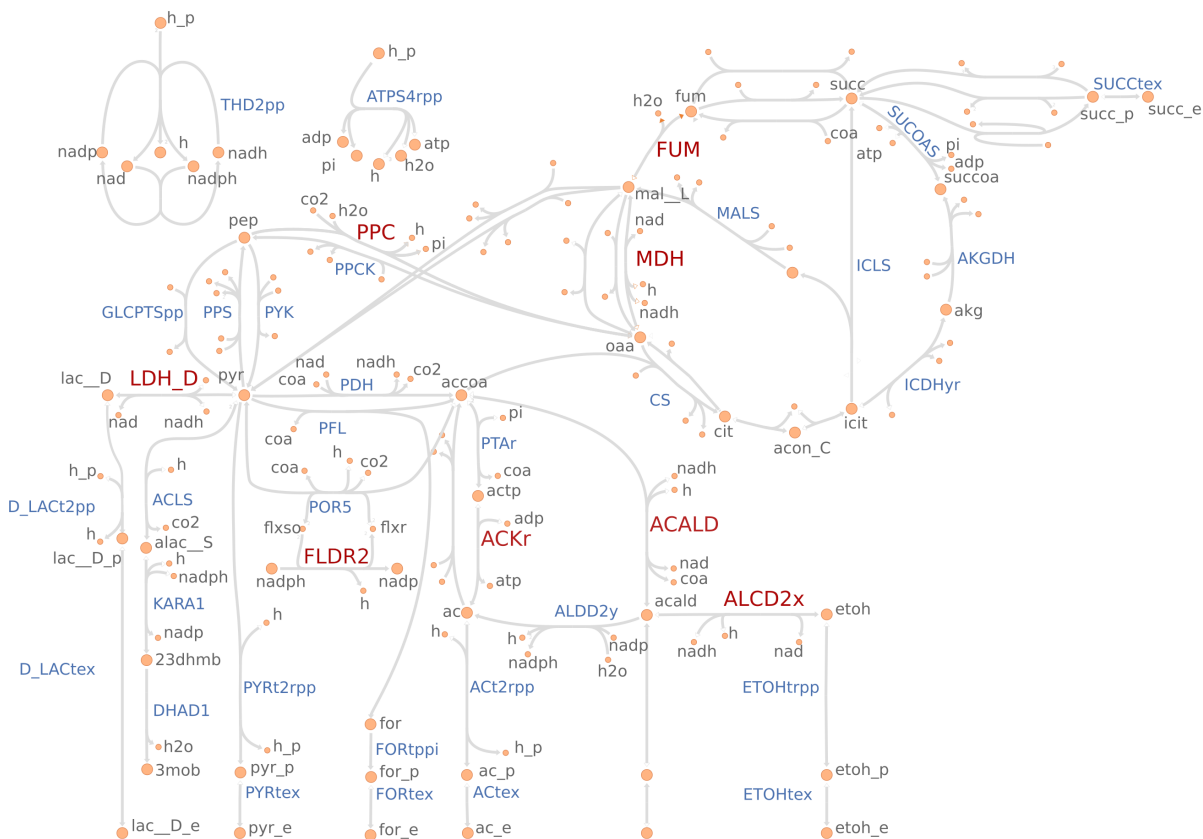 h_p
h_p
THD2pp
ATPS4rpp
nadp
h
nadh
nad
nadph
adp
pi
h
h2o
atp
h2o
fum
FUM
succ
coa
atp
SUCOAS
pi
adp
succoa
SUCCtex
succ_p
succ_e
mal__L
MALS
nad
MDH
h
nadh
oaa
ICLS
AKGDH
akg
ICDHyr
pep
co2
h2o
PPC
h
pi
PPCK
GLCPTSpp
PPS
PYK
lac__D
LDH_D
pyr
nad
nadh
nad
coa
PDH
nadh
co2
accoa
CS
cit
acon_C
icit
PFL
coa
h
co2
coa
POR5
flxso
flxr
FLDR2
nadph
nadp
h
pi
PTAr
coa
actp
adp
ACKr
atp
ac
nadh
h
ACALD
nad
coa
acald
ALCD2x
etoh
nadh
h
nad
ALDD2y
h
nadph
nadp
h2o
h_p
D_LACt2pp
h
lac__D_p
D_LACtex
lac__D_e
h
ACLS
co2
alac__S
h
nadph
KARA1
nadp
23dhmb
DHAD1
h2o
3mob
h
PYRt2rpp
h_p
pyr_p
PYRtex
pyr_e
for
FORtppi
for_p
FORtex
for_e
h
ACt2rpp
h_p
ac_p
ACtex
ac_e
ETOHtrpp
etoh_p
ETOHtex
etoh_e